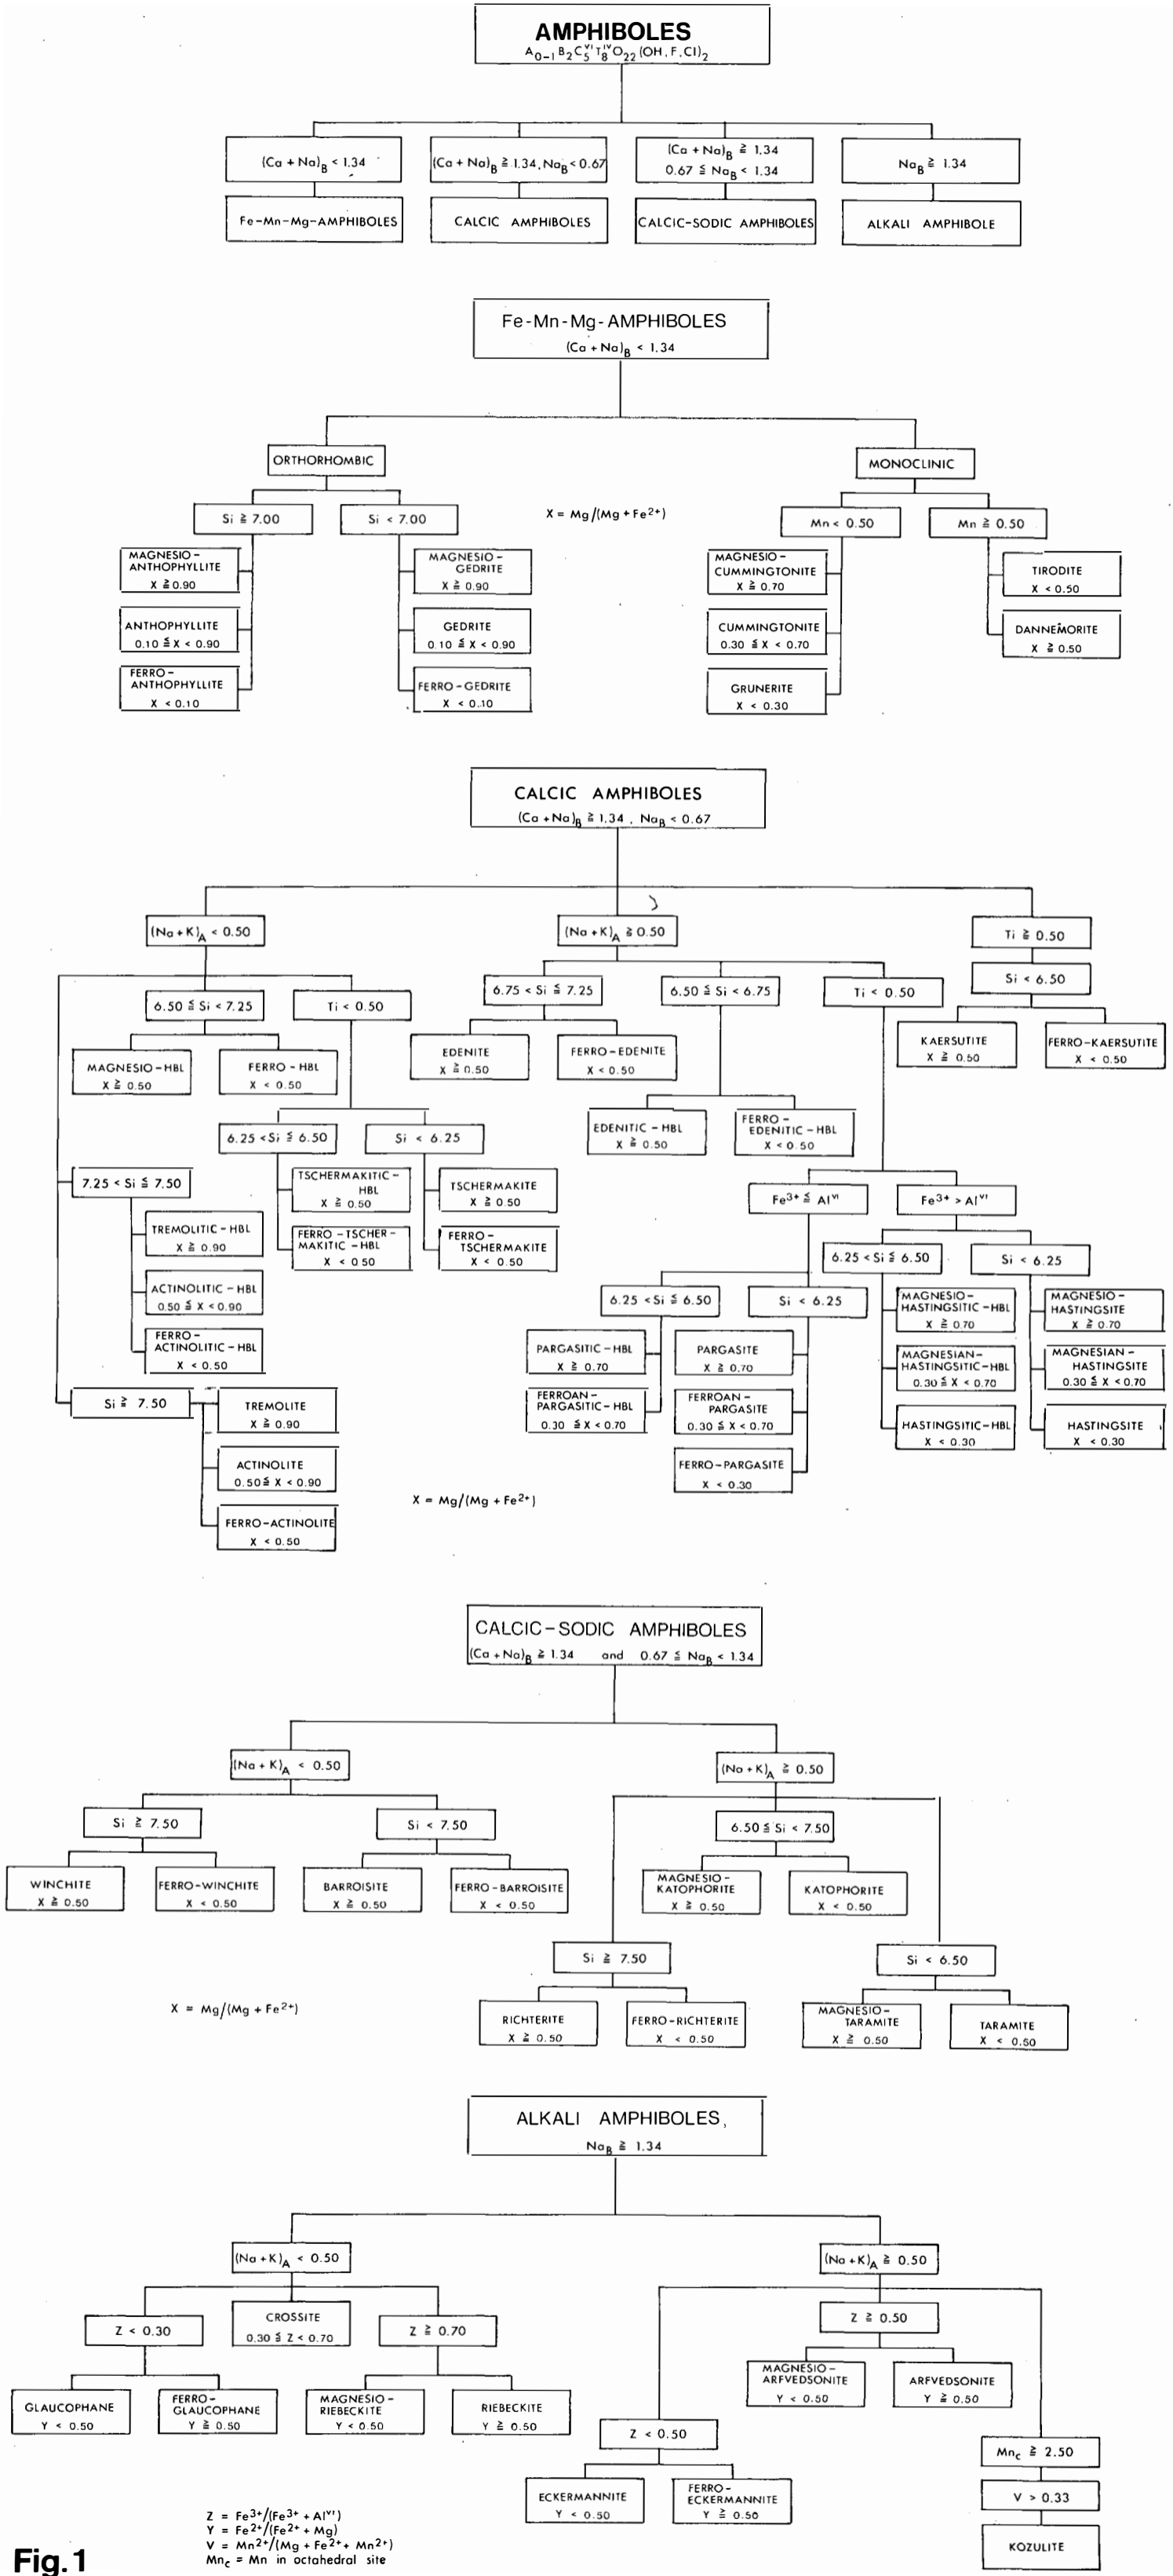 AMPHIBOLES
A0–1 B2 C5^VI T8^IV O22 (OH, F, Cl)2
(Ca + Na)B < 1.34
(Ca + Na)B ≧ 1.34, NaB < 0.67
(Ca + Na)B ≧ 1.34
0.67 ≦ NaB < 1.34
NaB ≧ 1.34
Fe-Mn-Mg-AMPHIBOLES
CALCIC AMPHIBOLES
CALCIC-SODIC AMPHIBOLES
ALKALI AMPHIBOLE
Fe-Mn-Mg-AMPHIBOLES
(Ca + Na)B < 1.34
ORTHORHOMBIC
MONOCLINIC
Si ≧ 7.00
Si < 7.00
X = Mg/(Mg + Fe2+)
Mn < 0.50
Mn ≧ 0.50
MAGNESIO-
ANTHOPHYLLITE
X ≧ 0.90
ANTHOPHYLLITE
0.10 ≦ X < 0.90
FERRO-
ANTHOPHYLLITE
X < 0.10
MAGNESIO-
GEDRITE
X ≧ 0.90
GEDRITE
0.10 ≦ X < 0.90
FERRO-GEDRITE
X < 0.10
MAGNESIO-
CUMMINGTONITE
X ≧ 0.70
CUMMINGTONITE
0.30 ≦ X < 0.70
GRUNERITE
X < 0.30
TIRODITE
X < 0.50
DANNEMORITE
X ≧ 0.50
CALCIC AMPHIBOLES
(Ca + Na)B ≧ 1.34, NaB < 0.67
(Na + K)A < 0.50
(Na + K)A ≧ 0.50
Ti ≧ 0.50
Si < 6.50
6.50 ≦ Si < 7.25
Ti < 0.50
6.75 < Si ≦ 7.25
6.50 ≦ Si < 6.75
Ti < 0.50
MAGNESIO-HBL
X ≧ 0.50
FERRO-HBL
X < 0.50
EDENITE
X ≧ 0.50
FERRO-EDENITE
X < 0.50
KAERSUTITE
X ≧ 0.50
FERRO-KAERSUTITE
X < 0.50
6.25 < Si ≦ 6.50
Si < 6.25
EDENITIC-HBL
X ≧ 0.50
FERRO-
EDENITIC-HBL
X < 0.50
7.25 < Si ≦ 7.50
TSCHERMAKITIC-
HBL
X ≧ 0.50
TSCHERMAKITE
X ≧ 0.50
FERRO-TSCHER-
MAKITIC-HBL
X < 0.50
FERRO-
TSCHERMAKITE
X < 0.50
TREMOLITIC-HBL
X ≧ 0.90
ACTINOLITIC-HBL
0.50 ≦ X < 0.90
FERRO-
ACTINOLITIC-HBL
X < 0.50
Si ≧ 7.50
TREMOLITE
X ≧ 0.90
ACTINOLITE
0.50 ≦ X < 0.90
FERRO-ACTINOLITE
X < 0.50
Fe3+ ≦ AlVI
Fe3+ > AlVI
6.25 < Si ≦ 6.50
Si < 6.25
6.25 < Si ≦ 6.50
Si < 6.25
PARGASITIC-HBL
X ≧ 0.70
FERROAN-
PARGASITIC-HBL
0.30 ≦ X < 0.70
PARGASITE
X ≧ 0.70
FERROAN-
PARGASITE
0.30 ≦ X < 0.70
FERRO-PARGASITE
X < 0.30
MAGNESIO-
HASTINGSITIC-HBL
X ≧ 0.70
MAGNESIAN-
HASTINGSITIC-HBL
0.30 ≦ X < 0.70
HASTINGSITIC-HBL
X < 0.30
MAGNESIO-
HASTINGSITE
X ≧ 0.70
MAGNESIAN-
HASTINGSITE
0.30 ≦ X < 0.70
HASTINGSITE
X < 0.30
X = Mg/(Mg + Fe2+)
CALCIC-SODIC AMPHIBOLES
(Ca + Na)B ≧ 1.34 and 0.67 ≦ NaB < 1.34
(Na + K)A < 0.50
(Na + K)A ≧ 0.50
Si ≧ 7.50
Si < 7.50
6.50 ≦ Si < 7.50
WINCHITE
X ≧ 0.50
FERRO-WINCHITE
X < 0.50
BARROISITE
X ≧ 0.50
FERRO-BARROISITE
X < 0.50
MAGNESIO-
KATOPHORITE
X ≧ 0.50
KATOPHORITE
X < 0.50
Si ≧ 7.50
Si < 6.50
X = Mg/(Mg + Fe2+)
RICHTERITE
X ≧ 0.50
FERRO-RICHTERITE
X < 0.50
MAGNESIO-
TARAMITE
X ≧ 0.50
TARAMITE
X < 0.50
ALKALI AMPHIBOLES,
NaB ≧ 1.34
(Na + K)A < 0.50
(Na + K)A ≧ 0.50
Z < 0.30
CROSSITE
0.30 ≦ Z < 0.70
Z ≧ 0.70
Z ≧ 0.50
GLAUCOPHANE
Y < 0.50
FERRO-
GLAUCOPHANE
Y ≧ 0.50
MAGNESIO-
RIEBECKITE
Y < 0.50
RIEBECKITE
Y ≧ 0.50
MAGNESIO-
ARFVEDSONITE
Y < 0.50
ARFVEDSONITE
Y ≧ 0.50
Z < 0.50
Mnc ≧ 2.50
ECKERMANNITE
Y < 0.50
FERRO-
ECKERMANNITE
Y ≧ 0.50
V > 0.33
KOZULITE
Z = Fe3+/(Fe3+ + AlVI)
Y = Fe2+/(Fe2+ + Mg)
V = Mn2+/(Mg + Fe2+ + Mn2+)
Mnc = Mn in octahedral site
Fig.1